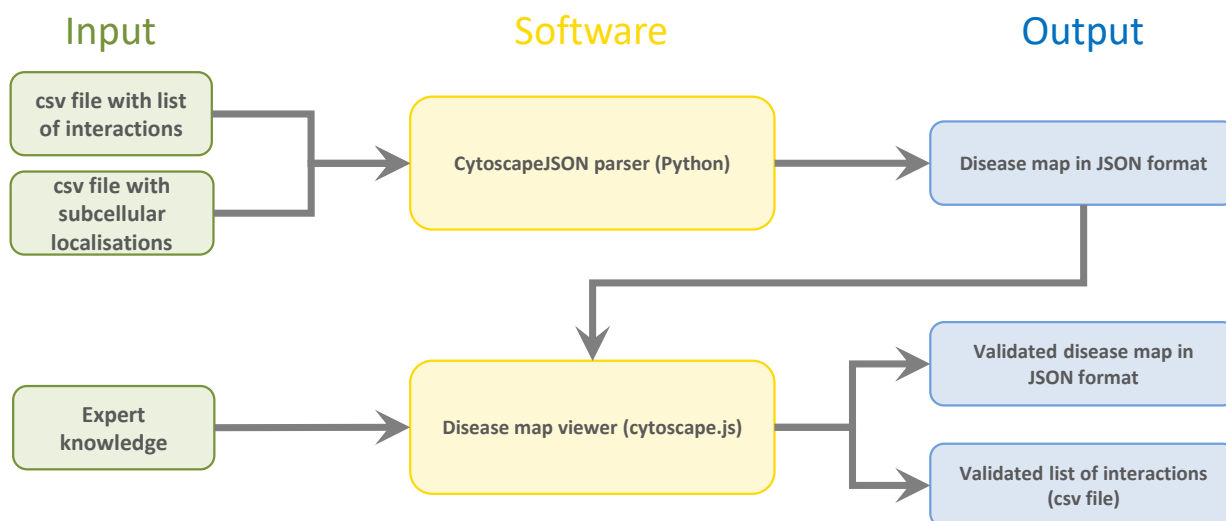 Input
Software
Output
csv file with list
of interactions
csv file with
subcellular
localisations
CytoscapeJSON parser (Python)
Disease map in JSON format
Expert
knowledge
Disease map viewer (cytoscape.js)
Validated disease map in
JSON format
Validated list of interactions
(csv file)